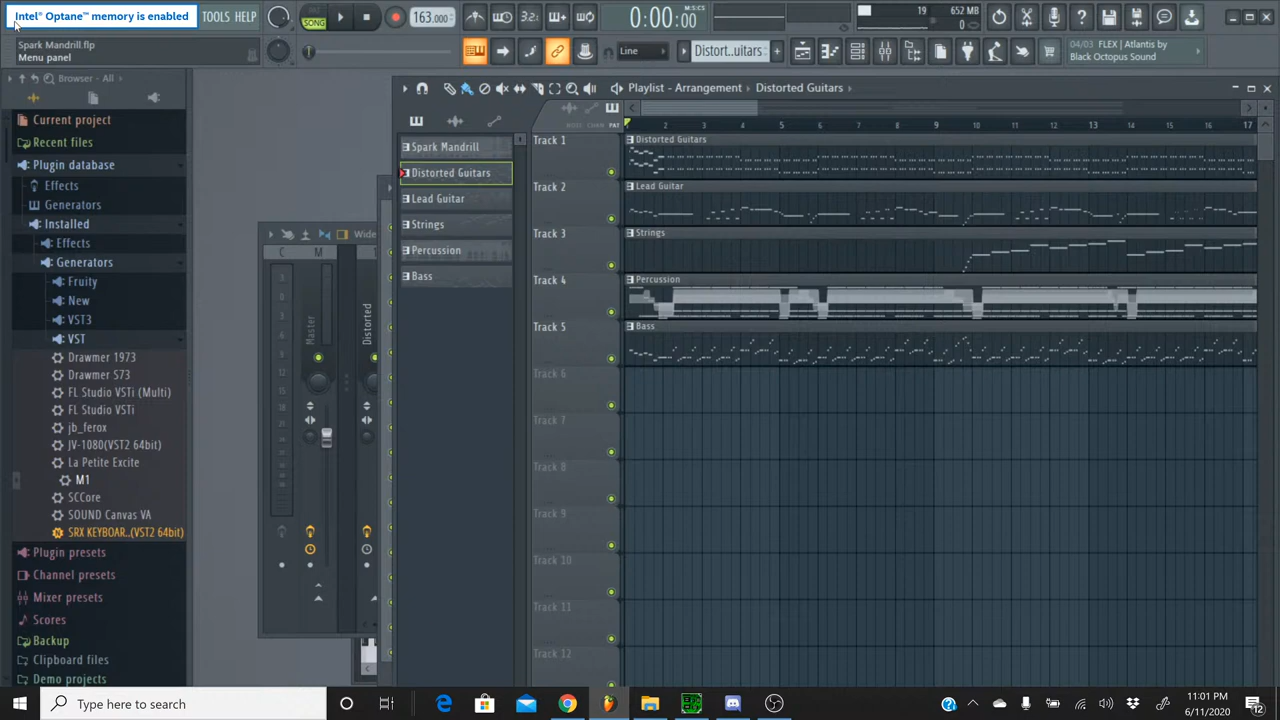 Intel® Optane™ memory is enabled
TOOLS HELP
SONG
163.000
3.2:
0:00:00
M:S:CS
19
652 MB
0
Spark Mandrill.flp
Menu panel
Line
Distort..uitars
04/03 FLEX | Atlantis by
Black Octopus Sound
Browser - All
Playlist - Arrangement
Distorted Guitars
Current project
Recent files
Plugin database
Effects
Generators
Installed
Effects
Generators
Fruity
New
VST3
VST
Drawmer 1973
Drawmer S73
FL Studio VSTi (Multi)
FL Studio VSTi
jb_ferox
JV-1080(VST2 64bit)
La Petite Excite
M1
SCCore
SOUND Canvas VA
SRX KEYBOAR..(VST2 64bit)
Plugin presets
Channel presets
Mixer presets
Scores
Backup
Clipboard files
Demo projects
Wide
C M
Master
Distorted
Spark Mandrill
Distorted Guitars
Lead Guitar
Strings
Percussion
Bass
NOTE CHAN PAT
2 3 4 5 6 7 8 9 10 11 12 13 14 15 16 17
Track 1
Distorted Guitars
Track 2
Lead Guitar
Track 3
Strings
Track 4
Percussion
Track 5
Bass
Track 6
Track 7
Track 8
Track 9
Track 10
Track 11
Track 12
Type here to search
11:01 PM
6/11/2020
12